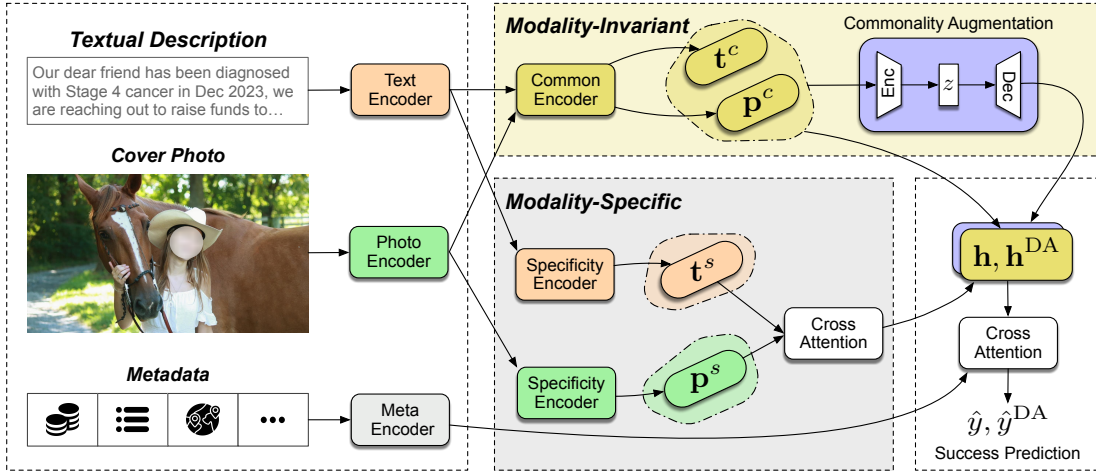 Textual Description
Our dear friend has been diagnosed
with Stage 4 cancer in Dec 2023, we
are reaching out to raise funds to…
Text
Encoder
Cover Photo
Photo
Encoder
Metadata
Meta
Encoder
Modality-Invariant
Common
Encoder
t^c
p^c
Commonality Augmentation
Enc
z
Dec
Modality-Specific
Specificity
Encoder
t^s
Specificity
Encoder
p^s
Cross
Attention
h, h^DA
Cross
Attention
ŷ, ŷ^DA
Success Prediction